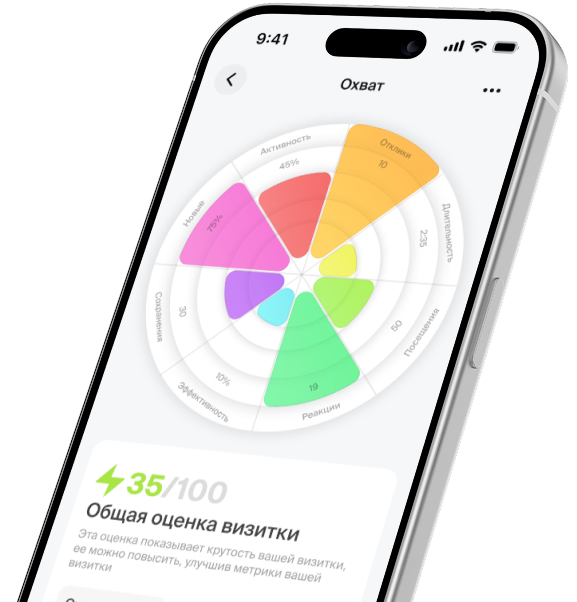 9:41
Охват
Активность
45%
Отклики
10
Длительность
2:35
Посещения
50
Реакции
19
Эффективность
10%
Сохранения
30
Новые
75%
35/100
Общая оценка визитки
Эта оценка показывает крутость вашей визитки,
ее можно повысить, улучшив метрики вашей
визитки